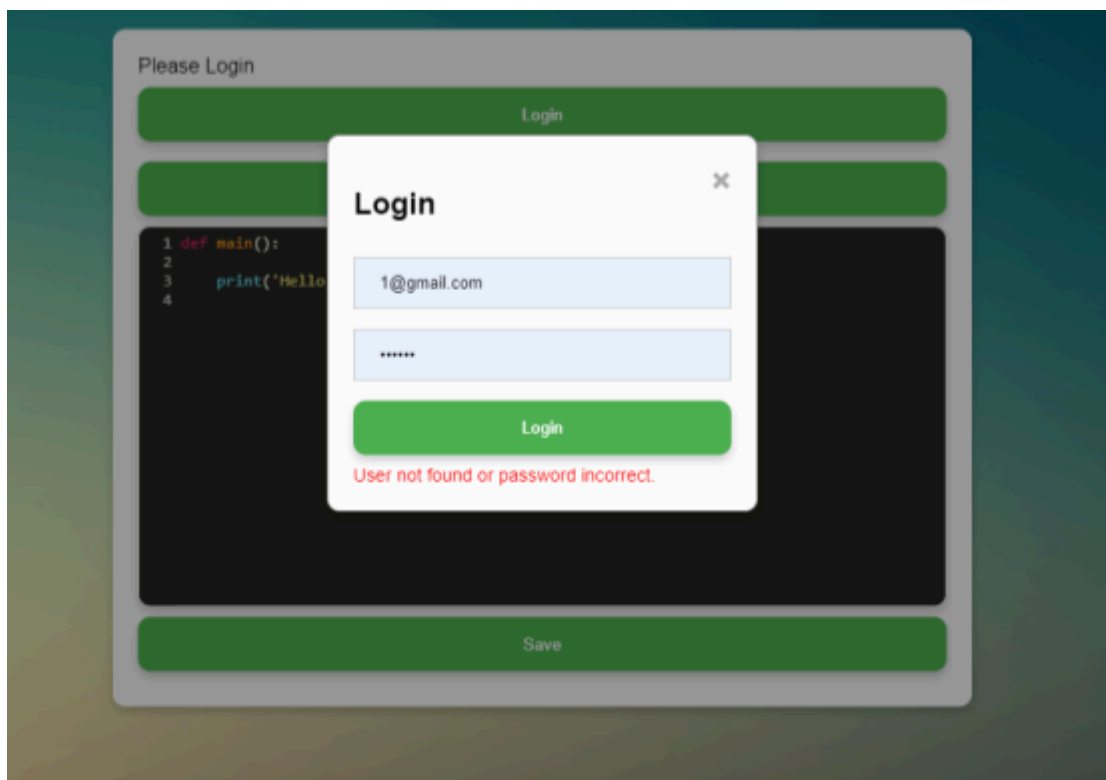 Please Login
Login
Login
×
1@gmail.com
••••••
Login
User not found or password incorrect.
1 def main():
2
3 print('Hello
4
Save